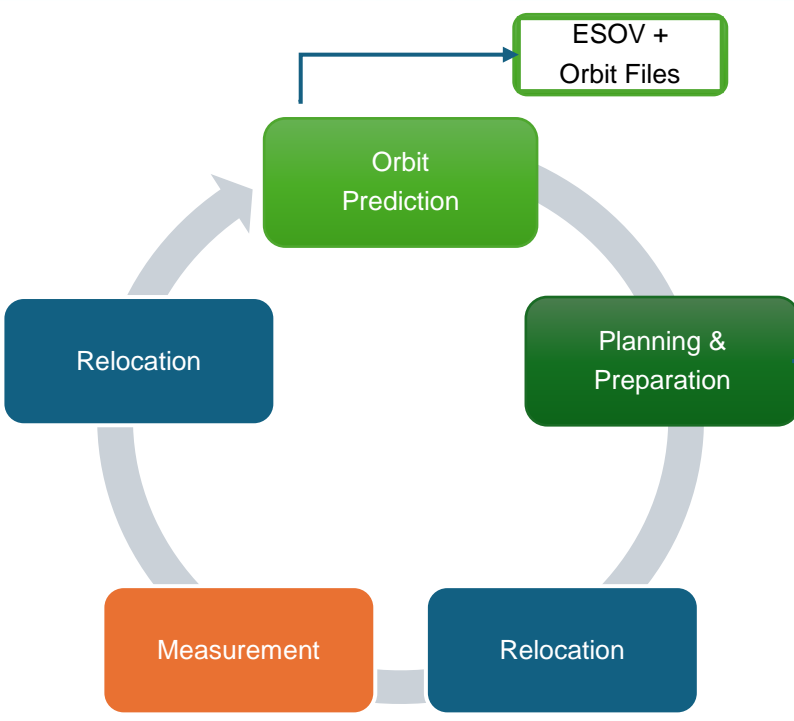 ESOV +
Orbit Files
Orbit
Prediction
Planning &
Preparation
Relocation
Measurement
Relocation